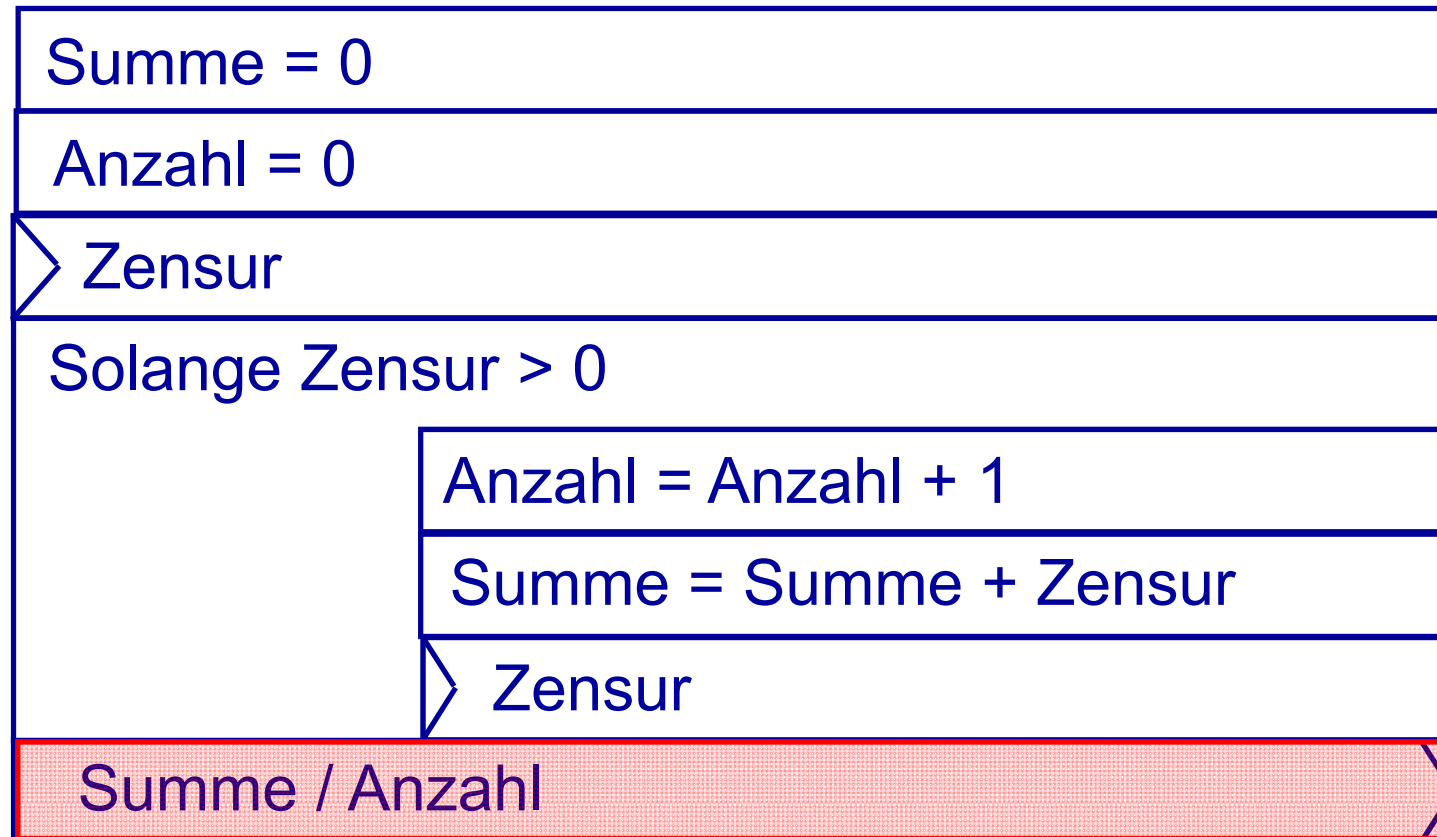 Summe = 0
Anzahl = 0
Zensur
Solange Zensur > 0
Anzahl = Anzahl + 1
Summe = Summe + Zensur
Zensur
Summe / Anzahl